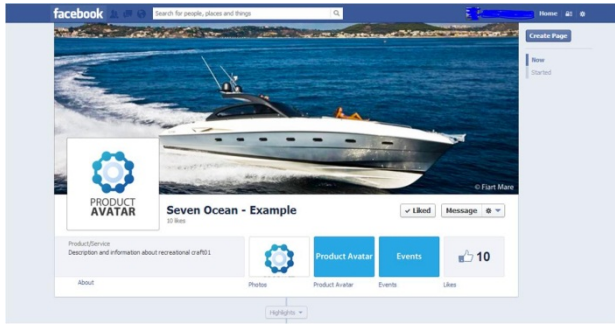 facebook
Search for people, places and things
Home
Create Page
Now
Started
© Fiart Mare
PRODUCT
AVATAR
Seven Ocean - Example
10 likes
✓ Liked
Message
Product/Service
Description and information about recreational craft01
About
Product Avatar
Events
10
Photos
Product Avatar
Events
Likes
Highlights